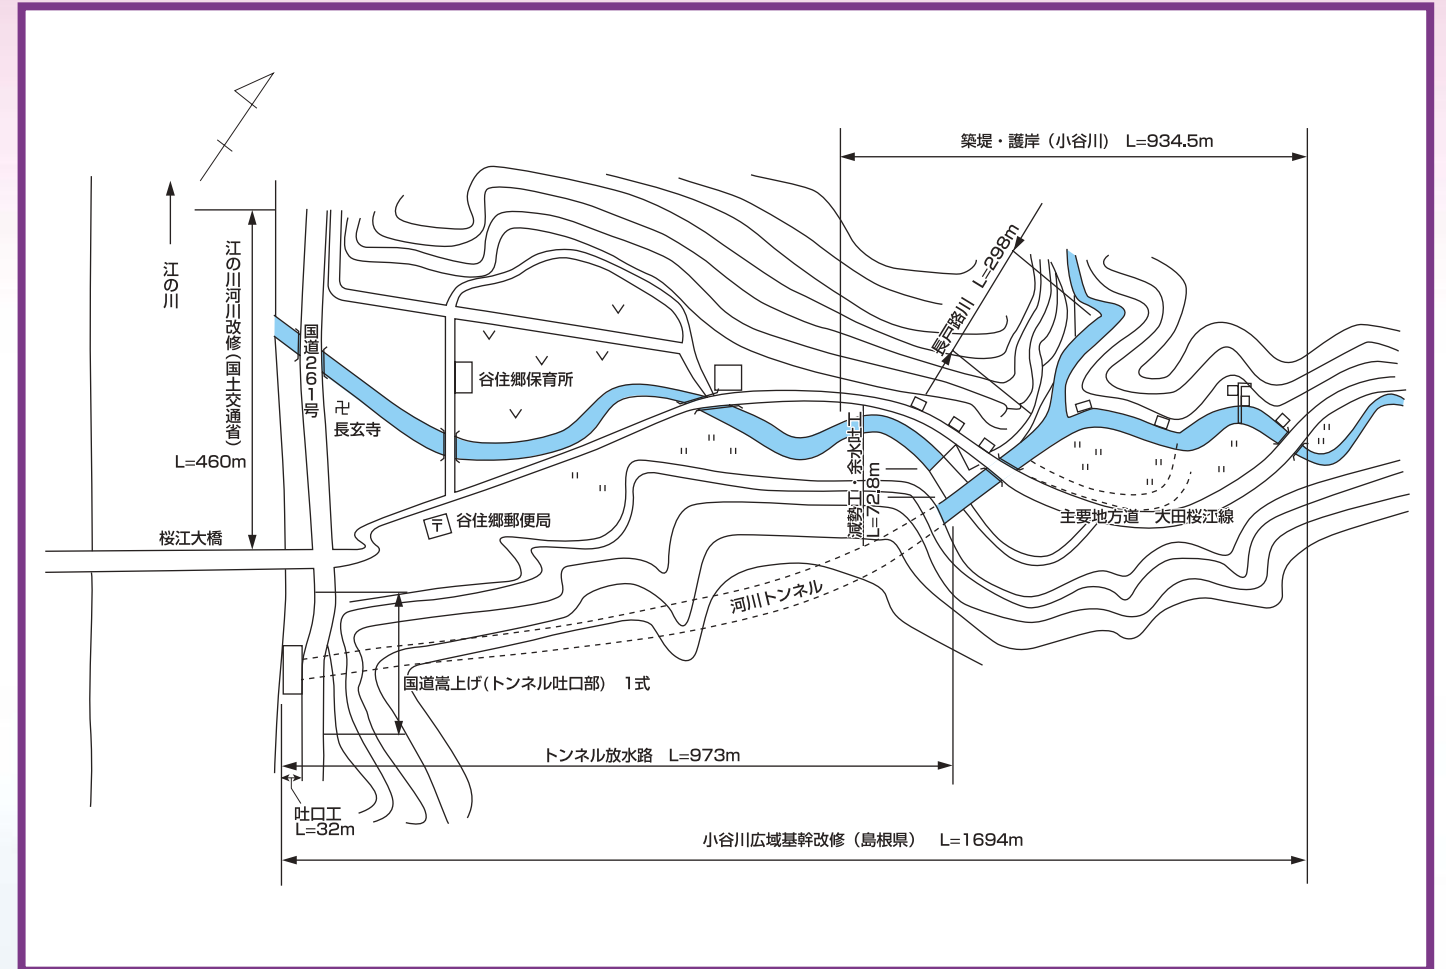 築堤・護岸（小谷川） L=934.5m
長戸路川 L=298m
江の川
江の川河川改修（国土交通省）
L=460m
国道261号
卍
長玄寺
谷住郷保育所
減勢工・余水吐工
L=72.8m
〒
谷住郷郵便局
主要地方道 大田桜江線
桜江大橋
河川トンネル
国道嵩上げ(トンネル吐口部) 1式
トンネル放水路 L=973m
吐口工
L=32m
小谷川広域基幹改修（島根県） L=1694m